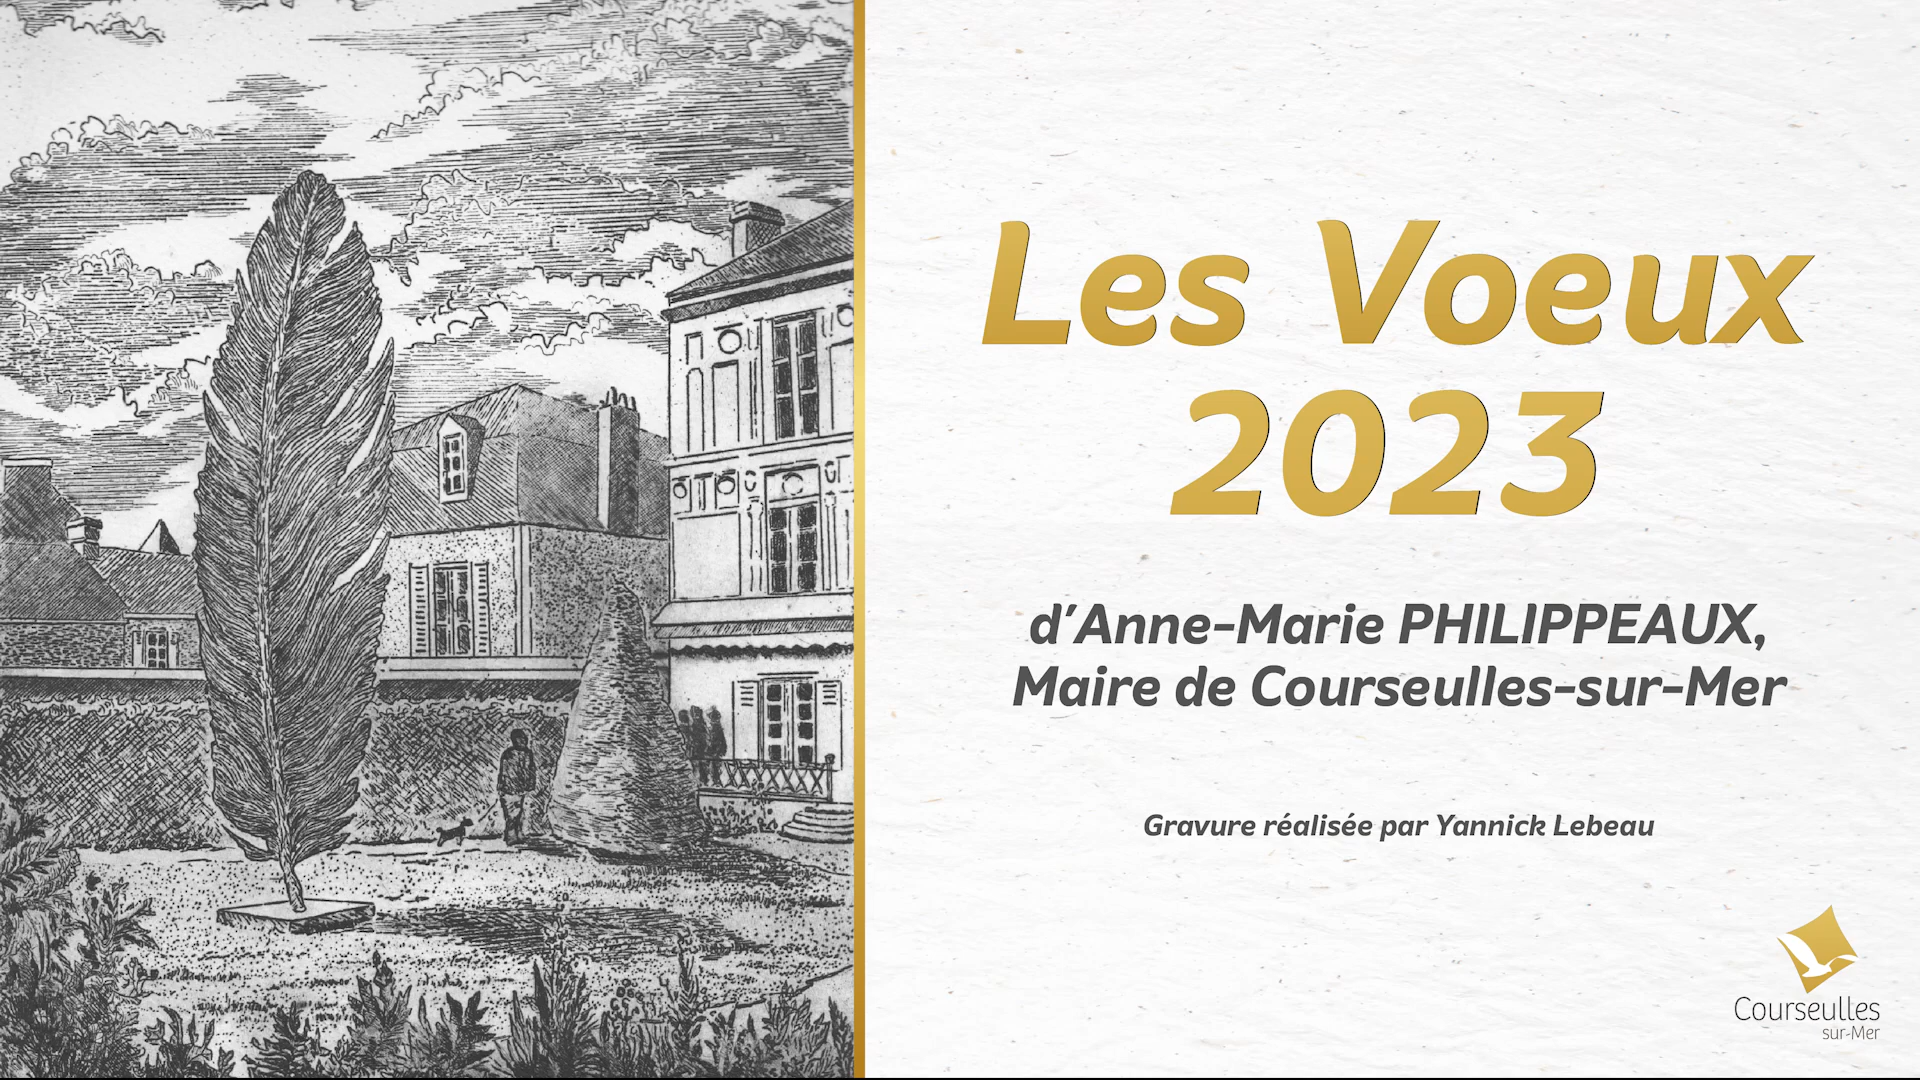 Les Voeux
2023
d'Anne-Marie PHILIPPEAUX,
Maire de Courseulles-sur-Mer
Gravure réalisée par Yannick Lebeau
Courseulles
sur-Mer